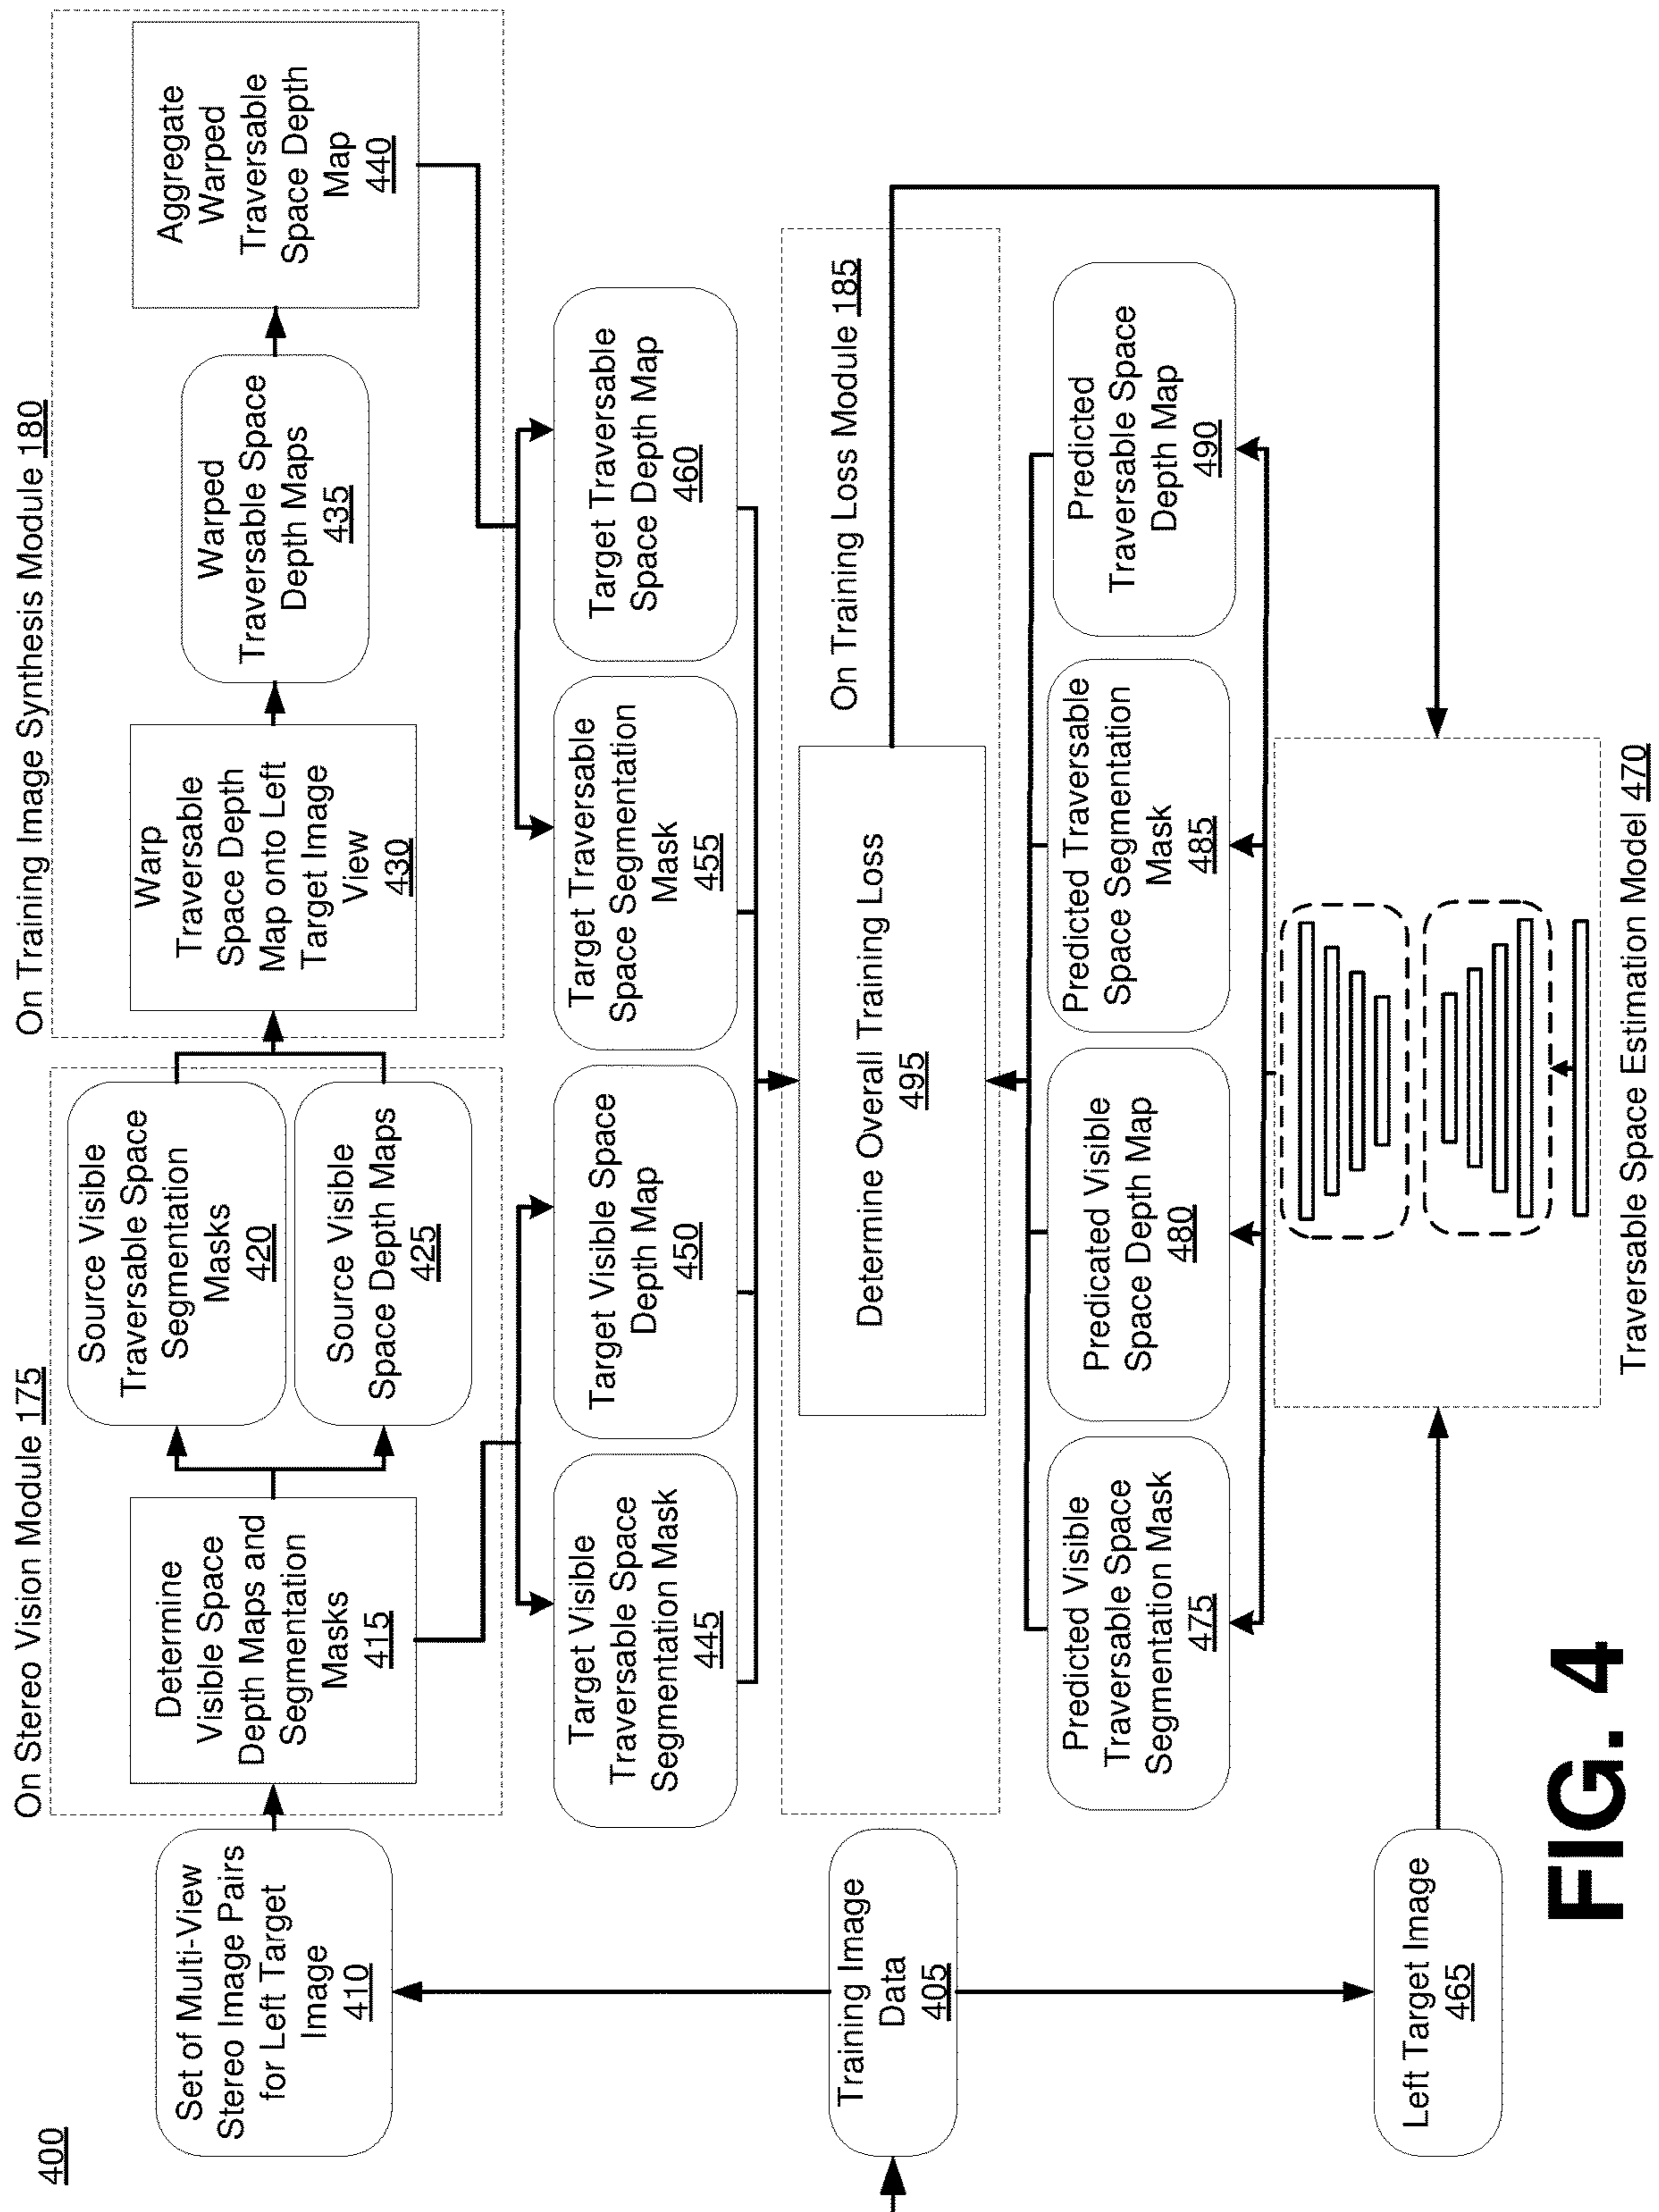 400
On Stereo Vision Module 175
On Training Image Synthesis Module 180
Set of Multi-View
Stereo Image Pairs
for Left Target
Image
410
Determine
Visible Space
Depth Maps and
Segmentation
Masks
415
Source Visible
Traversable Space
Segmentation
Masks
420
Source Visible
Space Depth Maps
425
Warp
Traversable
Space Depth
Map onto Left
Target Image
View
430
Warped
Traversable Space
Depth Maps
435
Aggregate
Warped
Traversable
Space Depth
Map
440
Target Visible
Traversable Space
Segmentation Mask
445
Target Visible Space
Depth Map
450
Target Traversable
Space Segmentation
Mask
455
Target Traversable
Space Depth Map
460
Training Image
Data
405
Determine Overall Training Loss
495
On Training Loss Module 185
Predicted Visible
Traversable Space
Segmentation Mask
475
Predicated Visible
Space Depth Map
480
Predicted Traversable
Space Segmentation
Mask
485
Predicted
Traversable Space
Depth Map
490
Left Target Image
465
Traversable Space Estimation Model 470
FIG. 4